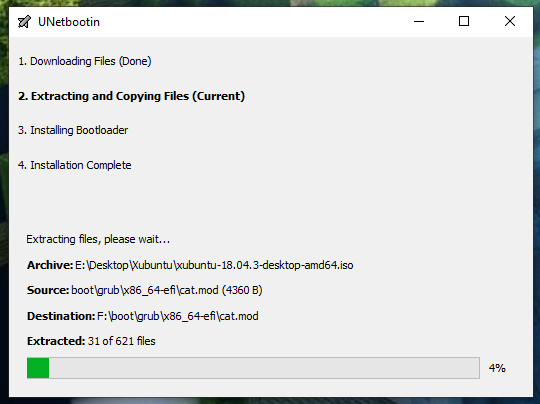 UNetbootin
1. Downloading Files (Done)
2. Extracting and Copying Files (Current)
3. Installing Bootloader
4. Installation Complete
Extracting files, please wait...
Archive: E:\Desktop\Xubuntu\xubuntu-18.04.3-desktop-amd64.iso
Source: boot\grub\x86_64-efi\cat.mod (4360 B)
Destination: F:\boot\grub\x86_64-efi\cat.mod
Extracted: 31 of 621 files
4%